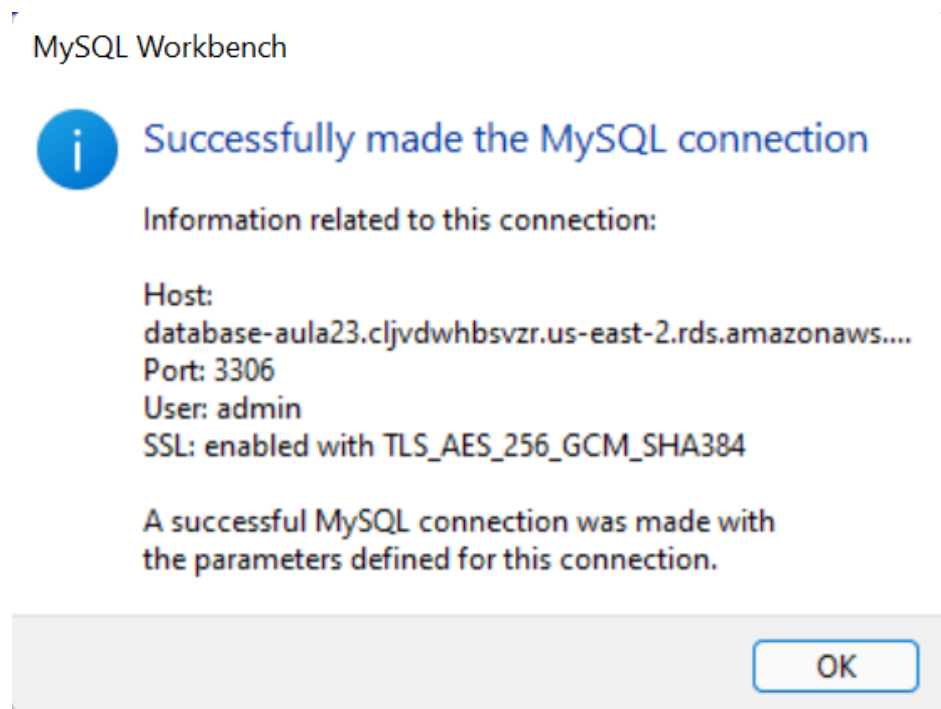 MySQL Workbench
Successfully made the MySQL connection
Information related to this connection:
Host:
database-aula23.cljvdwhbsvzr.us-east-2.rds.amazonaws....
Port: 3306
User: admin
SSL: enabled with TLS_AES_256_GCM_SHA384
A successful MySQL connection was made with
the parameters defined for this connection.
OK